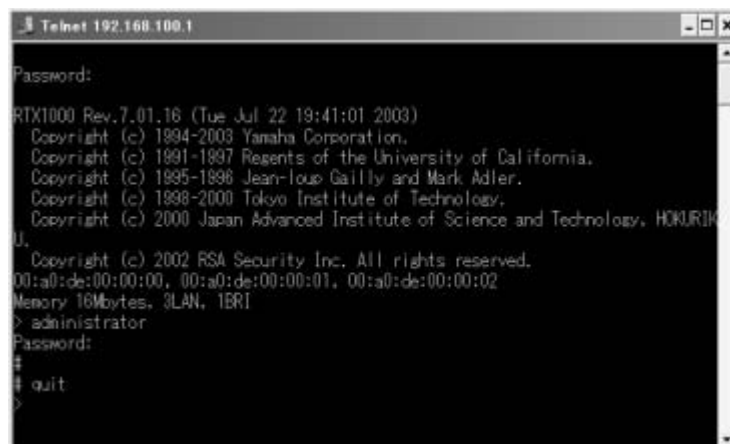 Telnet 192.168.100.1
Password:
RTX1000 Rev.7.01.16 (Tue Jul 22 19:41:01 2003)
Copyright (c) 1994-2003 Yamaha Corporation.
Copyright (c) 1991-1997 Regents of the University of California.
Copyright (c) 1995-1996 Jean-loup Gailly and Mark Adler.
Copyright (c) 1998-2000 Tokyo Institute of Technology.
Copyright (c) 2000 Japan Advanced Institute of Science and Technology, HOKURIK
U.
Copyright (c) 2002 RSA Security Inc. All rights reserved.
00:a0:de:00:00:00, 00:a0:de:00:00:01, 00:a0:de:00:00:02
Memory 16Mbytes, 3LAN, 1BRI
> administrator
Password:
#
# quit
>